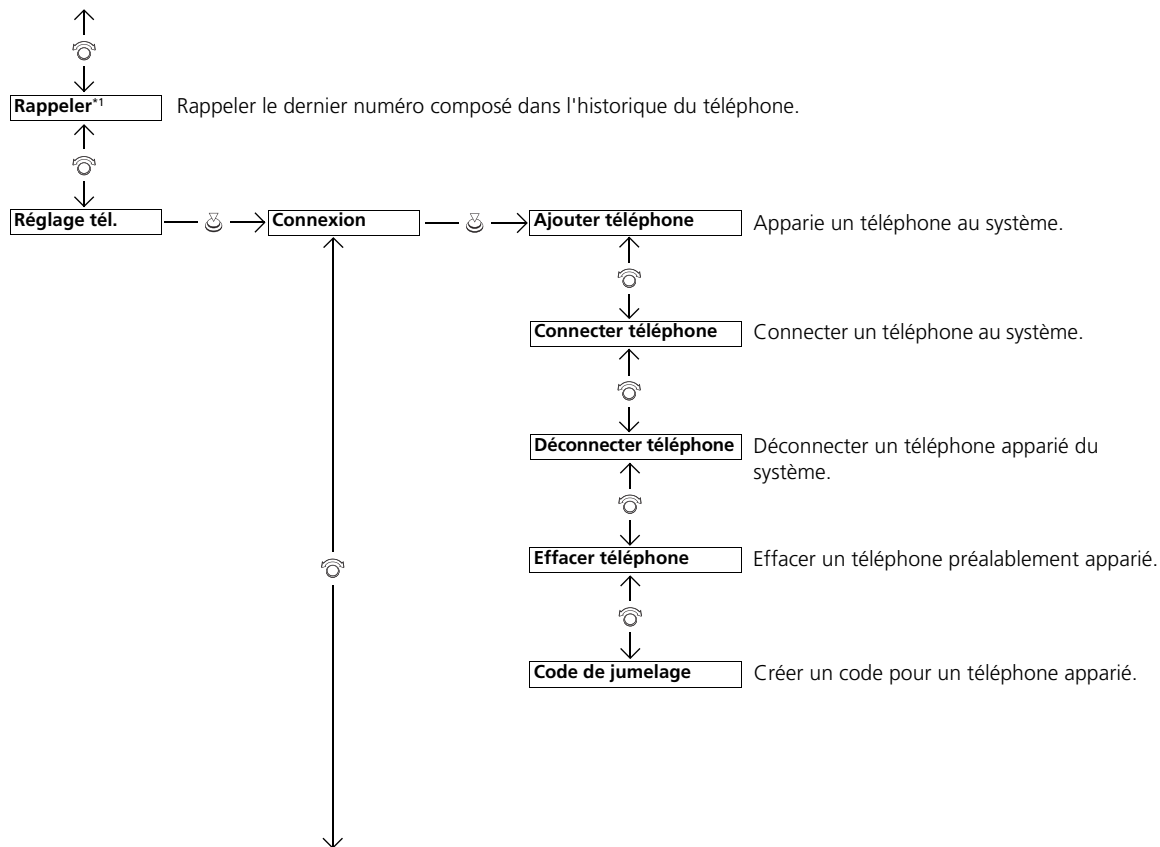 Rappeler*1 Rappeler le dernier numéro composé dans l'historique du téléphone.
Réglage tél. Connexion Ajouter téléphone Apparie un téléphone au système.
Connecter téléphone Connecter un téléphone au système.
Déconnecter téléphone Déconnecter un téléphone apparié du
système.
Effacer téléphone Effacer un téléphone préalablement apparié.
Code de jumelage Créer un code pour un téléphone apparié.